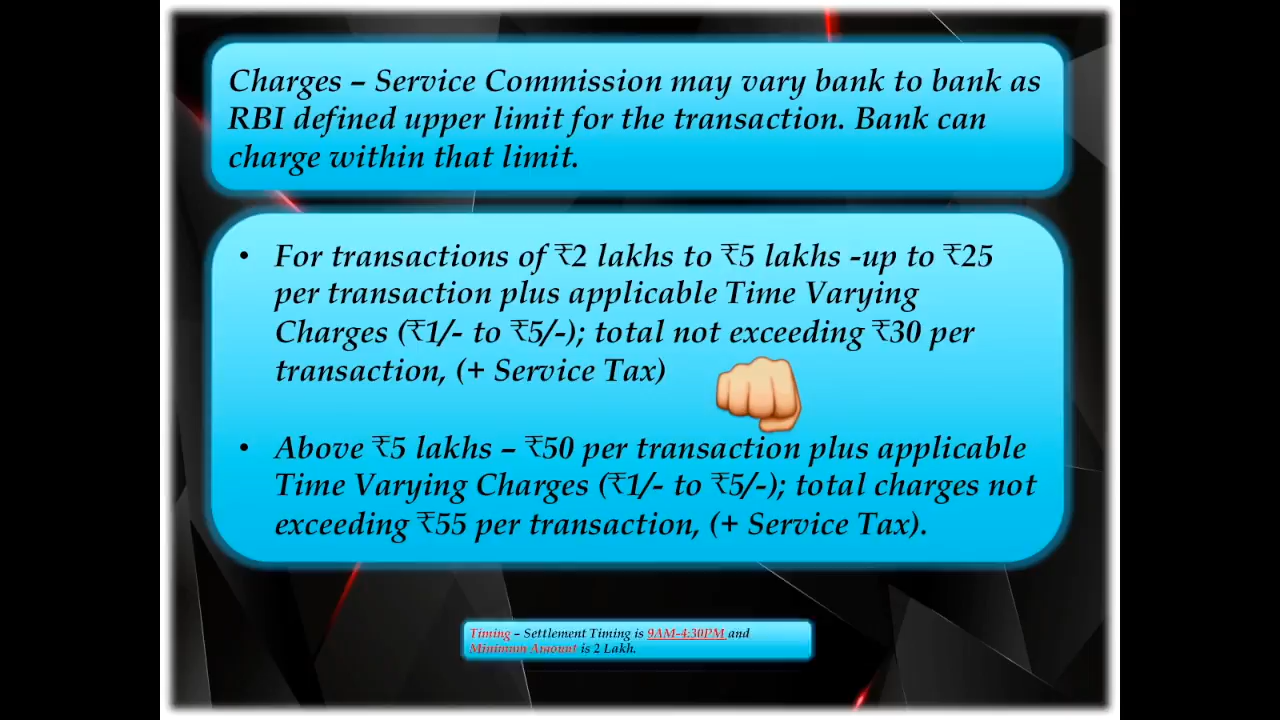 Charges – Service Commission may vary bank to bank as
RBI defined upper limit for the transaction. Bank can
charge within that limit.
• For transactions of ₹2 lakhs to ₹5 lakhs -up to ₹25
per transaction plus applicable Time Varying
Charges (₹1/- to ₹5/-); total not exceeding ₹30 per
transaction, (+ Service Tax)
• Above ₹5 lakhs – ₹50 per transaction plus applicable
Time Varying Charges (₹1/- to ₹5/-); total charges not
exceeding ₹55 per transaction, (+ Service Tax).
Timing – Settlement Timing is 9AM-4:30PM and
Minimum Amount is 2 Lakh.